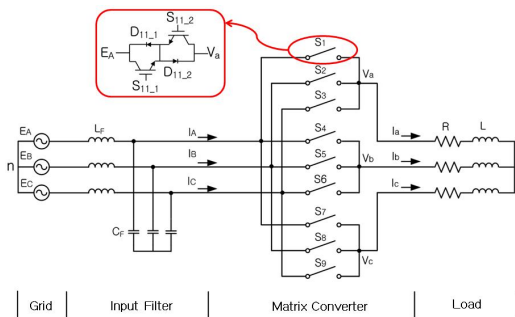 S11_2
D11_1
EA
Va
D11_2
S11_1
S1
S2
Va
S3
EA
LF
IA
S4
Ia
R
L
EB
IB
S5
Vb
Ib
n
EC
IC
S6
Ic
S7
CF
S8
Vc
S9
Grid
Input Filter
Matrix Converter
Load